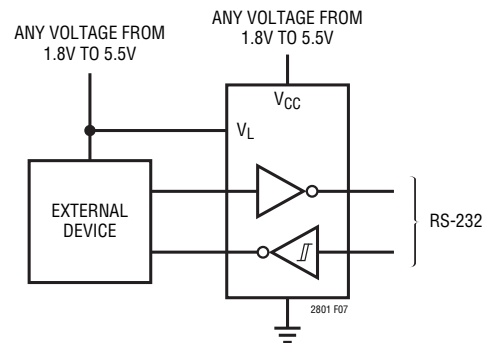 ANY VOLTAGE FROM
1.8V TO 5.5V
ANY VOLTAGE FROM
1.8V TO 5.5V
VCC
VL
EXTERNAL
DEVICE
RS-232
2801 F07